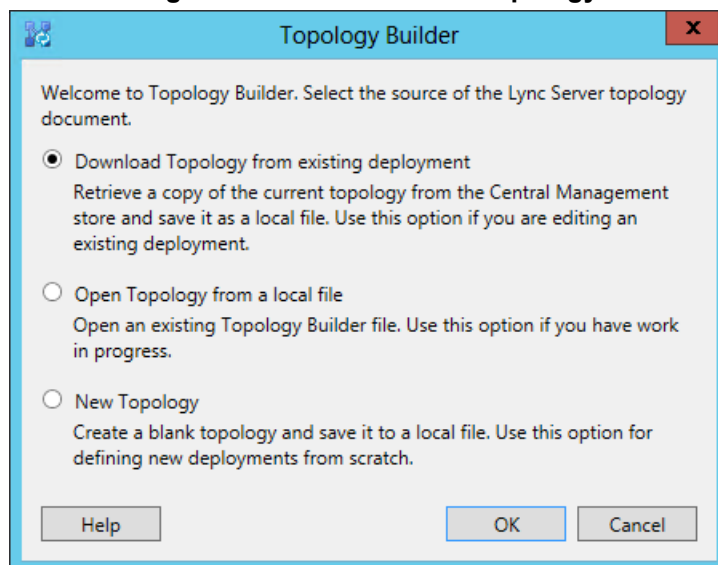 Topology Builder
x
Welcome to Topology Builder. Select the source of the Lync Server topology
document.
Download Topology from existing deployment
Retrieve a copy of the current topology from the Central Management
store and save it as a local file. Use this option if you are editing an
existing deployment.
Open Topology from a local file
Open an existing Topology Builder file. Use this option if you have work
in progress.
New Topology
Create a blank topology and save it to a local file. Use this option for
defining new deployments from scratch.
Help OK Cancel